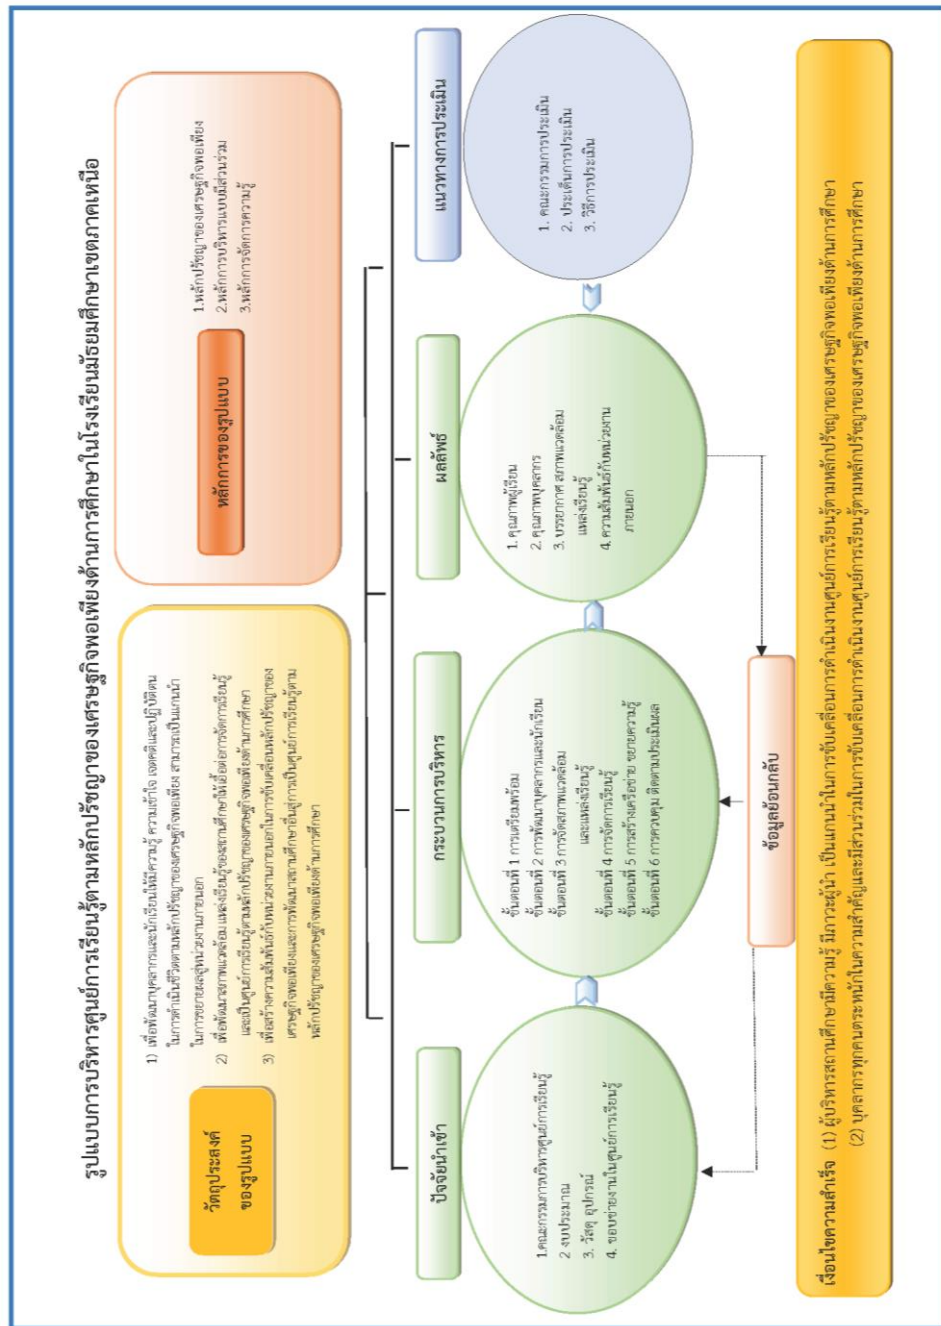 รูปแบบการบริหารศูนย์การเรียนรู้ตามหลักปรัชญาของเศรษฐกิจพอเพียงด้านการศึกษาในโรงเรียนมัธยมศึกษาเขตภาคเหนือ
วัตถุประสงค์
ของรูปแบบ
1) เพื่อพัฒนาบุคลากรและนักเรียนให้มีความรู้ ความเข้าใจ เจตคติและปฏิบัติตน
ในการดำเนินชีวิตตามหลักปรัชญาของเศรษฐกิจพอเพียง สามารถเป็นแกนนำ
ในการขยายผลสู่หน่วยงานภายนอก
2) เพื่อพัฒนาสภาพแวดล้อม แหล่งเรียนรู้ของสถานศึกษาให้เอื้อต่อการจัดการเรียนรู้
และเป็นศูนย์การเรียนรู้ตามหลักปรัชญาของเศรษฐกิจพอเพียงด้านการศึกษา
3) เพื่อสร้างความสัมพันธ์กับหน่วยงานภายนอกในการขับเคลื่อนหลักปรัชญาของ
เศรษฐกิจพอเพียงและการพัฒนาสถานศึกษาอื่นสู่การเป็นศูนย์การเรียนรู้ตาม
หลักปรัชญาของเศรษฐกิจพอเพียงด้านการศึกษา
หลักการของรูปแบบ
1.หลักปรัชญาของเศรษฐกิจพอเพียง
2.หลักการบริหารแบบมีส่วนร่วม
3.หลักการจัดการความรู้
ปัจจัยนำเข้า
1.คณะกรรมการบริหารศูนย์การเรียนรู้
2 งบประมาณ
3. วัสดุ อุปกรณ์
4. ขอบข่ายงานในศูนย์การเรียนรู้
กระบวนการบริหาร
ขั้นตอนที่ 1 การเตรียมพร้อม
ขั้นตอนที่ 2 การพัฒนาบุคลากรและนักเรียน
ขั้นตอนที่ 3 การจัดสภาพแวดล้อม
และแหล่งเรียนรู้
ขั้นตอนที่ 4 การจัดการเรียนรู้
ขั้นตอนที่ 5 การสร้างเครือข่าย ขยายความรู้
ขั้นตอนที่ 6 การควบคุม ติดตามประเมินผล
ผลลัพธ์
1. คุณภาพผู้เรียน
2. คุณภาพบุคลากร
3. บรรยากาศ สภาพแวดล้อม
แหล่งเรียนรู้
4. ความสัมพันธ์กับหน่วยงาน
ภายนอก
แนวทางการประเมิน
1. คณะกรรมการประเมิน
2. ประเด็นการประเมิน
3. วิธีการประเมิน
ข้อมูลย้อนกลับ
เงื่อนไขความสำเร็จ (1) ผู้บริหารสถานศึกษามีความรู้ มีภาวะผู้นำ เป็นแกนนำในการขับเคลื่อนการดำเนินงานศูนย์การเรียนรู้ตามหลักปรัชญาของเศรษฐกิจพอเพียงด้านการศึกษา
(2) บุคลากรทุกคนตระหนักในความสำคัญและมีส่วนร่วมในการขับเคลื่อนการดำเนินงานศูนย์การเรียนรู้ตามหลักปรัชญาของเศรษฐกิจพอเพียงด้านการศึกษา